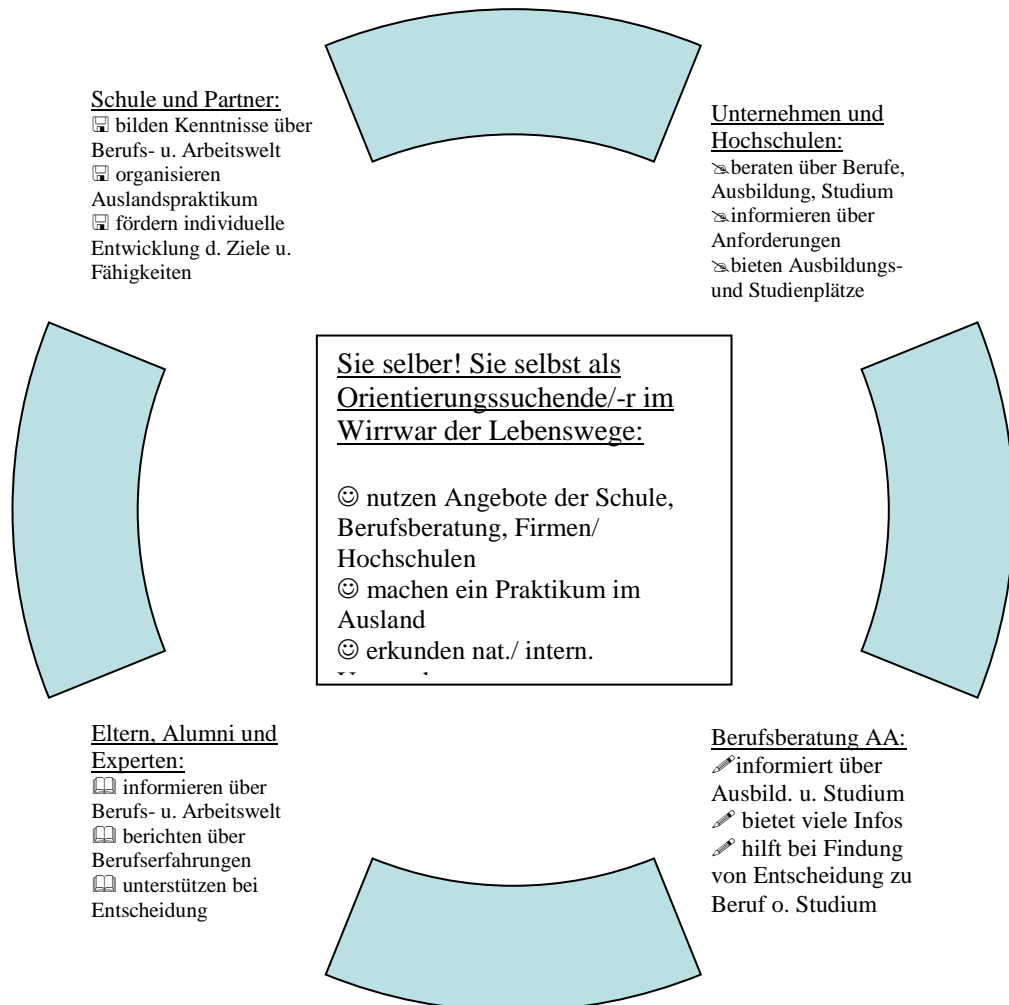 Schule und Partner:
🖫 bilden Kenntnisse über
Berufs- u. Arbeitswelt
🖫 organisieren
Auslandspraktikum
🖫 fördern individuelle
Entwicklung d. Ziele u.
Fähigkeiten
Unternehmen und
Hochschulen:
beraten über Berufe,
Ausbildung, Studium
informieren über
Anforderungen
bieten Ausbildungs-
und Studienplätze
Sie selber! Sie selbst als
Orientierungssuchende/-r im
Wirrwar der Lebenswege:
☺ nutzen Angebote der Schule,
Berufsberatung, Firmen/
Hochschulen
☺ machen ein Praktikum im
Ausland
☺ erkunden nat./ intern.
Eltern, Alumni und
Experten:
🕮 informieren über
Berufs- u. Arbeitswelt
🕮 berichten über
Berufserfahrungen
🕮 unterstützen bei
Entscheidung
Berufsberatung AA:
✐informiert über
Ausbild. u. Studium
✐ bietet viele Infos
✐ hilft bei Findung
von Entscheidung zu
Beruf o. Studium